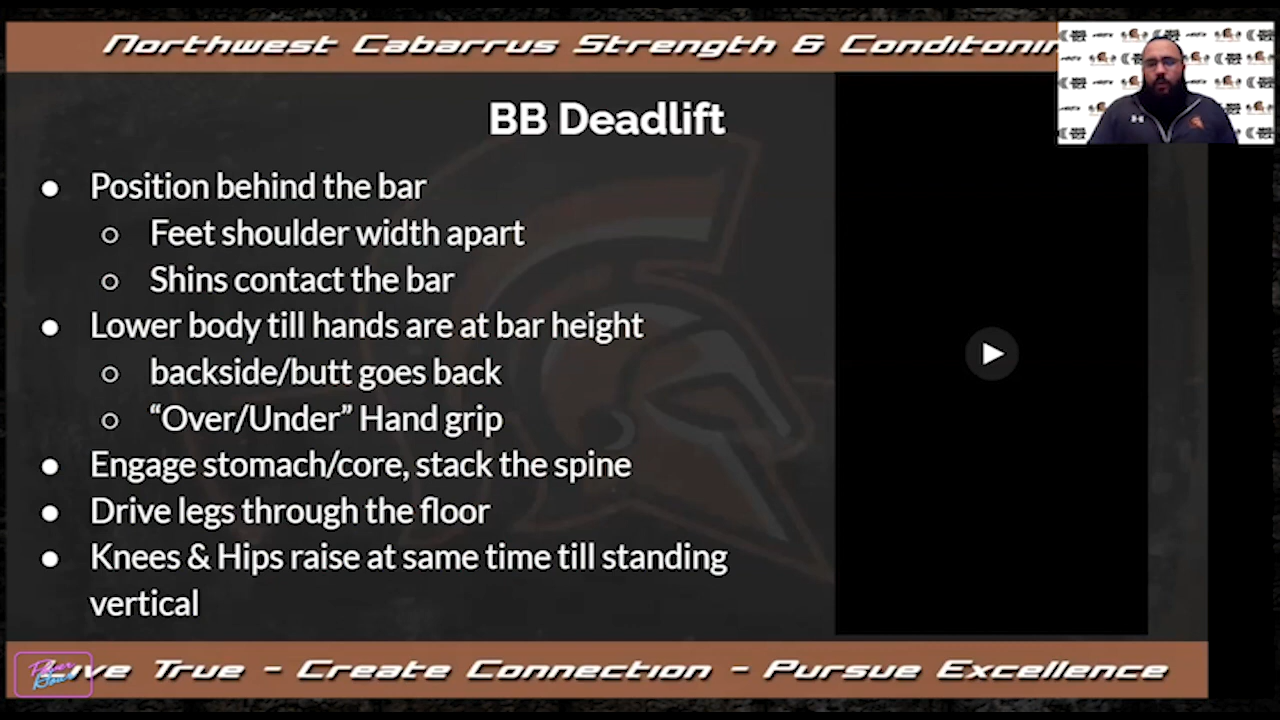 Northwest Cabarrus Strength & Conditonin
BB Deadlift
● Position behind the bar
○ Feet shoulder width apart
○ Shins contact the bar
● Lower body till hands are at bar height
○ backside/butt goes back
○ “Over/Under” Hand grip
● Engage stomach/core, stack the spine
● Drive legs through the floor
● Knees & Hips raise at same time till standing
vertical
ve True - Create Connection - Pursue Excellence